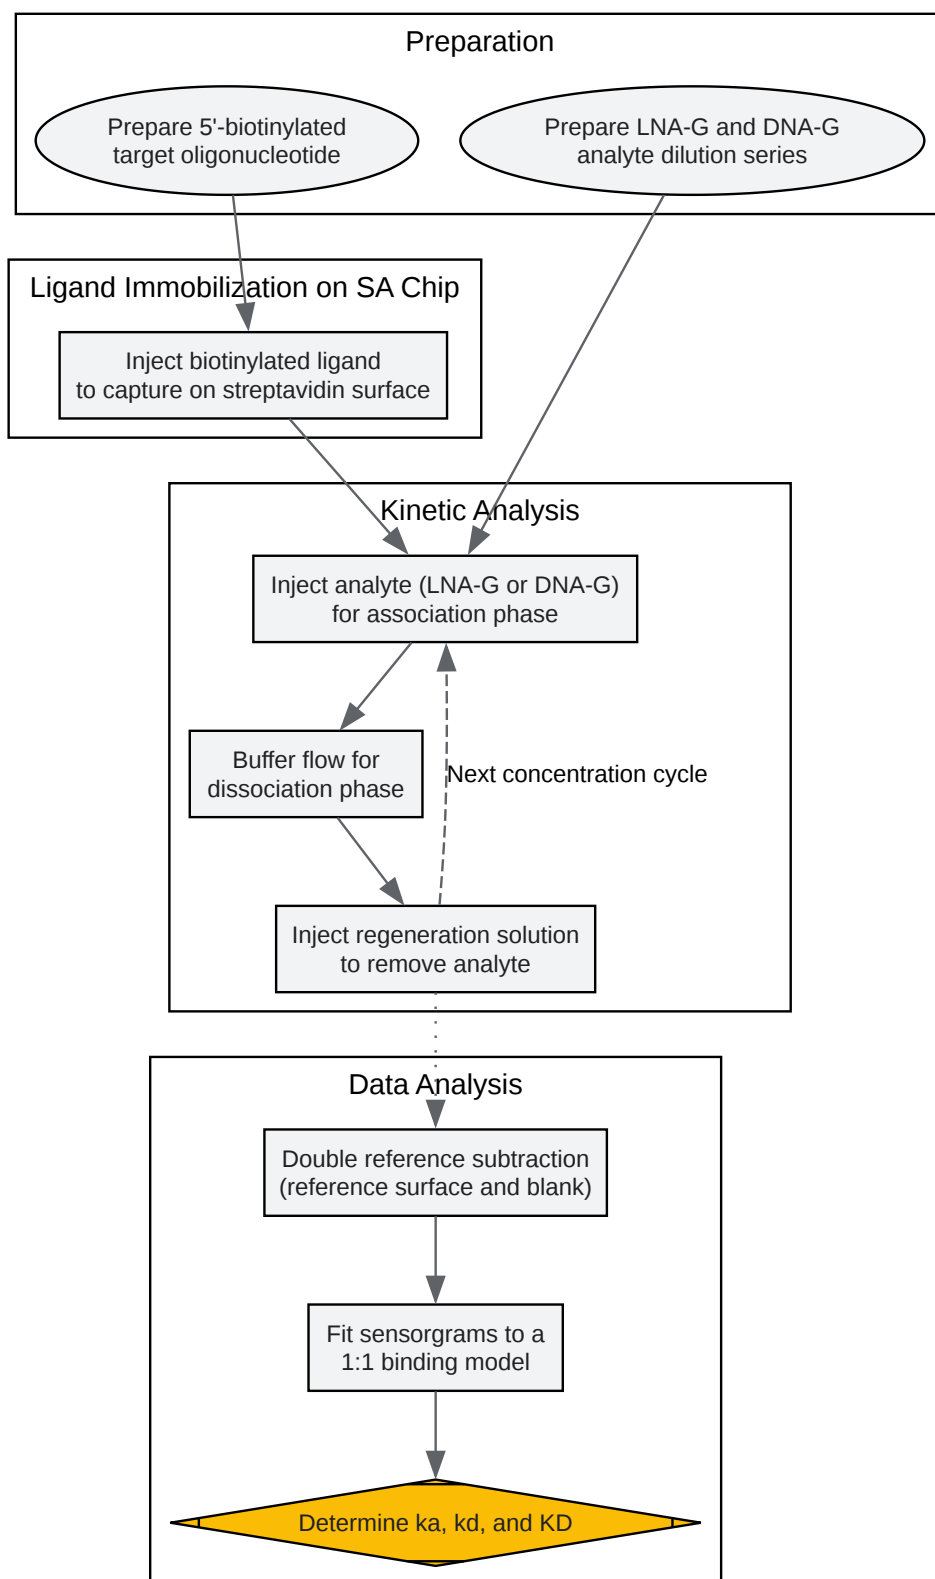 Preparation
Prepare 5'-biotinylated
target oligonucleotide
Prepare LNA-G and DNA-G
analyte dilution series
Ligand Immobilization on SA Chip
Inject biotinylated ligand
to capture on streptavidin surface
Kinetic Analysis
Inject analyte (LNA-G or DNA-G)
for association phase
Buffer flow for
dissociation phase
Next concentration cycle
Inject regeneration solution
to remove analyte
Data Analysis
Double reference subtraction
(reference surface and blank)
Fit sensorgrams to a
1:1 binding model
Determine ka, kd, and KD